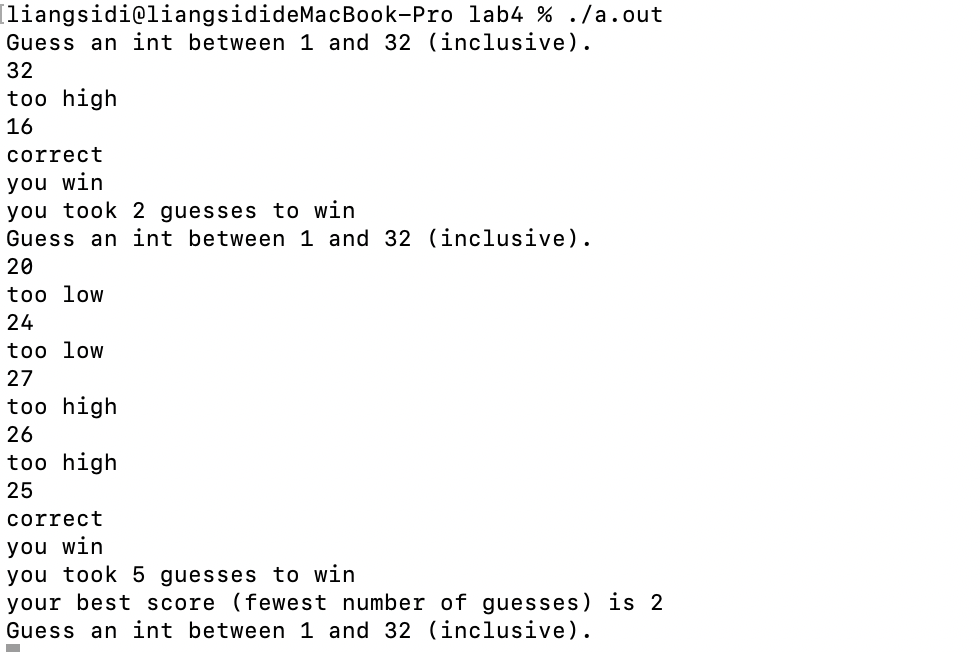 [liangsidi@liangsidideMacBook-Pro lab4 % ./a.out
Guess an int between 1 and 32 (inclusive).
32
too high
16
correct
you win
you took 2 guesses to win
Guess an int between 1 and 32 (inclusive).
20
too low
24
too low
27
too high
26
too high
25
correct
you win
you took 5 guesses to win
your best score (fewest number of guesses) is 2
Guess an int between 1 and 32 (inclusive).